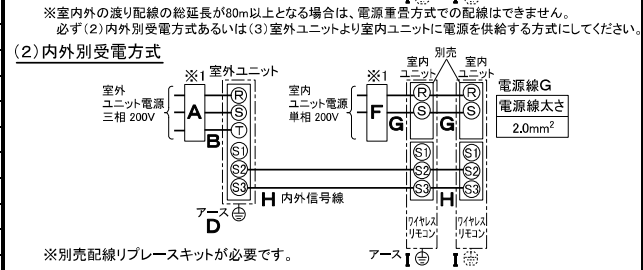 ※室内外の渡り配線の総延長が80m以上となる場合は、電源重畳方式での配線はできません。
必ず(2)内外別受電方式あるいは(3)室外ユニットより室内ユニットに電源を供給する方式にしてください。
(2)内外別受電方式
※1 室外ユニット
室外
ユニット電源
三相 200V
A
B
R
S
T
S1
S2
S3
アース
D
H 内外信号線
※1
室内
ユニット電源
単相 200V
F
G
室内
ユニット
別売
室内
ユニット
R
S
G
R
S
S1
S2
S3
H
S1
S2
S3
ワイヤレス
リモコン
ワイヤレス
リモコン
アース I
I
電源線G
電源線太さ
2.0mm²
※別売配線リプレースキットが必要です。